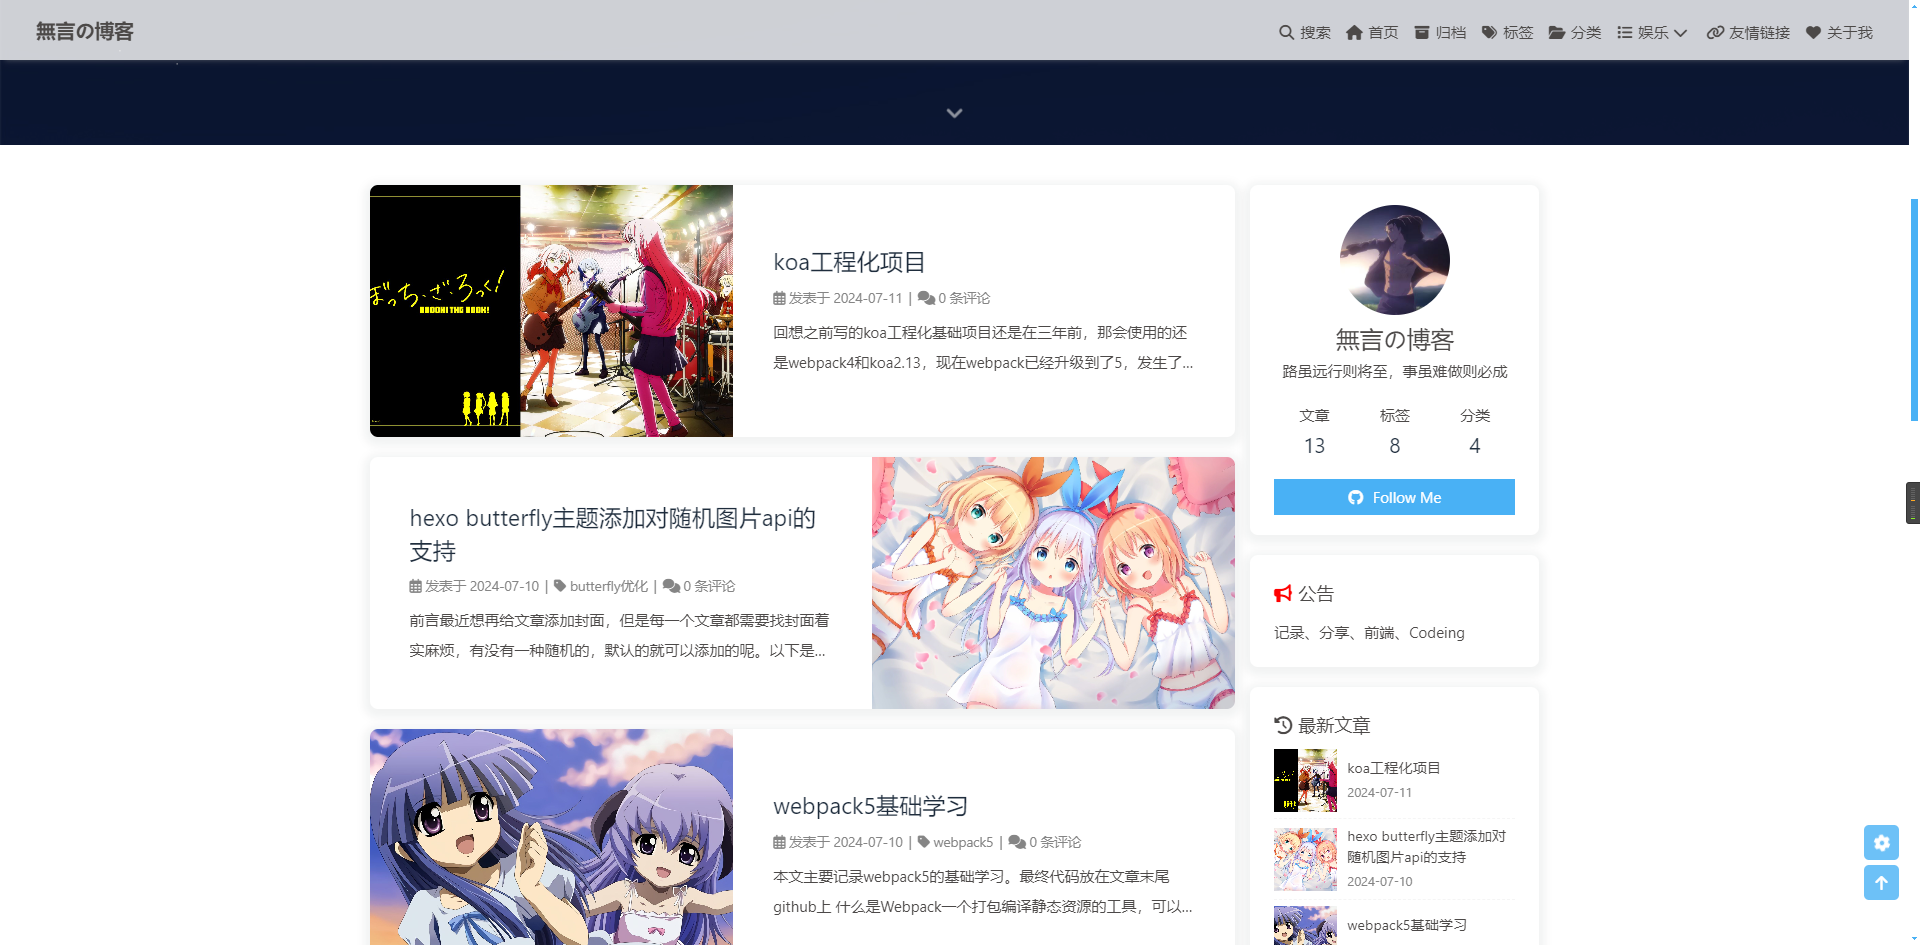 無言の博客
搜索 首页 归档 标签 分类 娱乐 友情链接 关于我
ぼっち・ざ・ろっく!
BOCCHI THE ROCK!
koa工程化项目
发表于 2024-07-11 | 0 条评论
回想之前写的koa工程化基础项目还是在三年前，那会使用的还
是webpack4和koa2.13，现在webpack已经升级到了5，发生了...
hexo butterfly主题添加对随机图片api的
支持
发表于 2024-07-10 | butterfly优化 | 0 条评论
前言最近想再给文章添加封面，但是每一个文章都需要找封面着
实麻烦，有没有一种随机的，默认的就可以添加的呢。以下是...
webpack5基础学习
发表于 2024-07-10 | webpack5 | 0 条评论
本文主要记录webpack5的基础学习。最终代码放在文章末尾
github上 什么是Webpack一个打包编译静态资源的工具，可以...
無言の博客
路虽远行则将至，事虽难做则必成
文章 标签 分类
13 8 4
Follow Me
公告
记录、分享、前端、Codeing
最新文章
koa工程化项目
2024-07-11
hexo butterfly主题添加对
随机图片api的支持
2024-07-10
webpack5基础学习